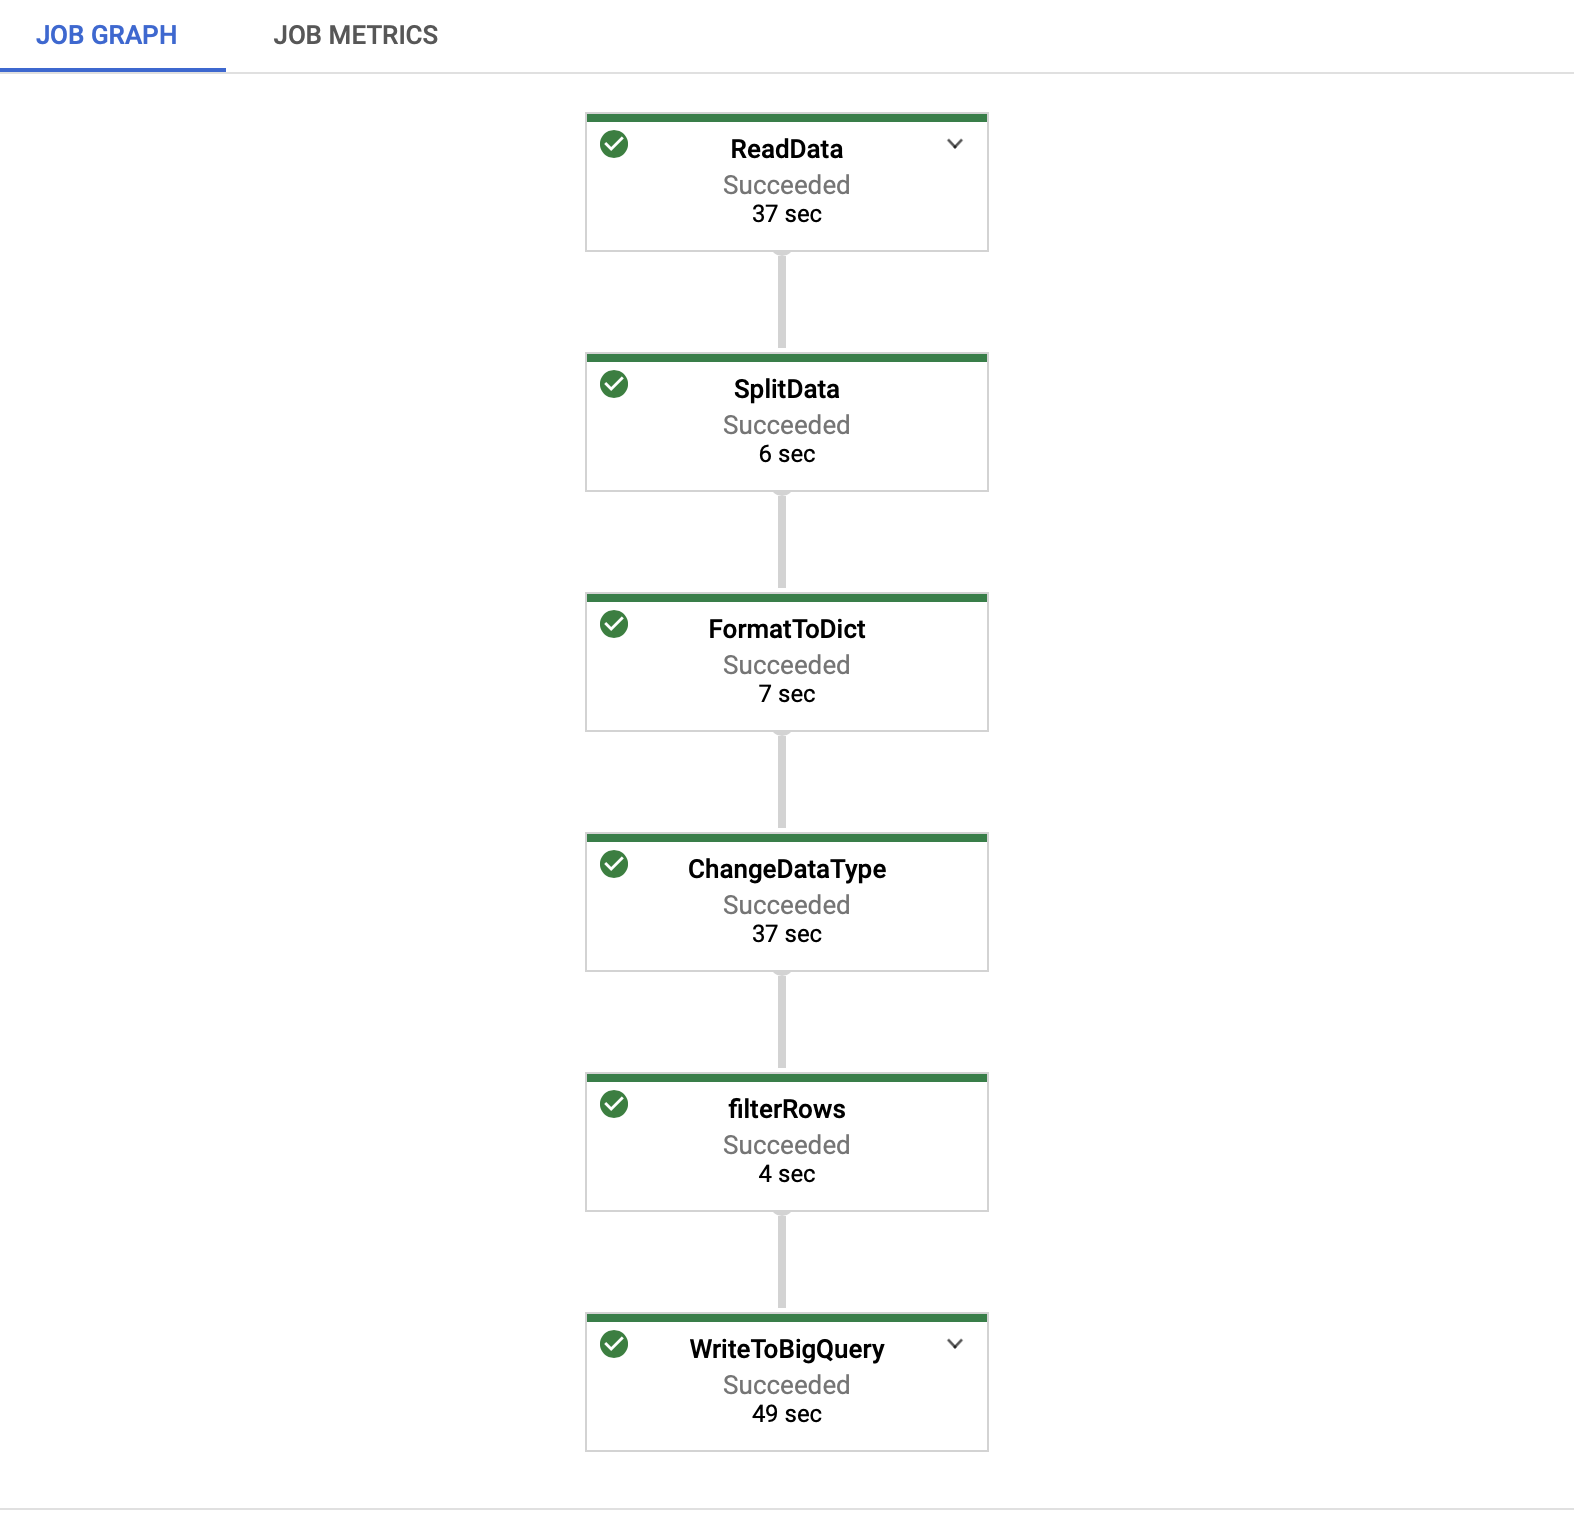 JOB GRAPH JOB METRICS
ReadData
Succeeded
37 sec
SplitData
Succeeded
6 sec
FormatToDict
Succeeded
7 sec
ChangeDataType
Succeeded
37 sec
filterRows
Succeeded
4 sec
WriteToBigQuery
Succeeded
49 sec